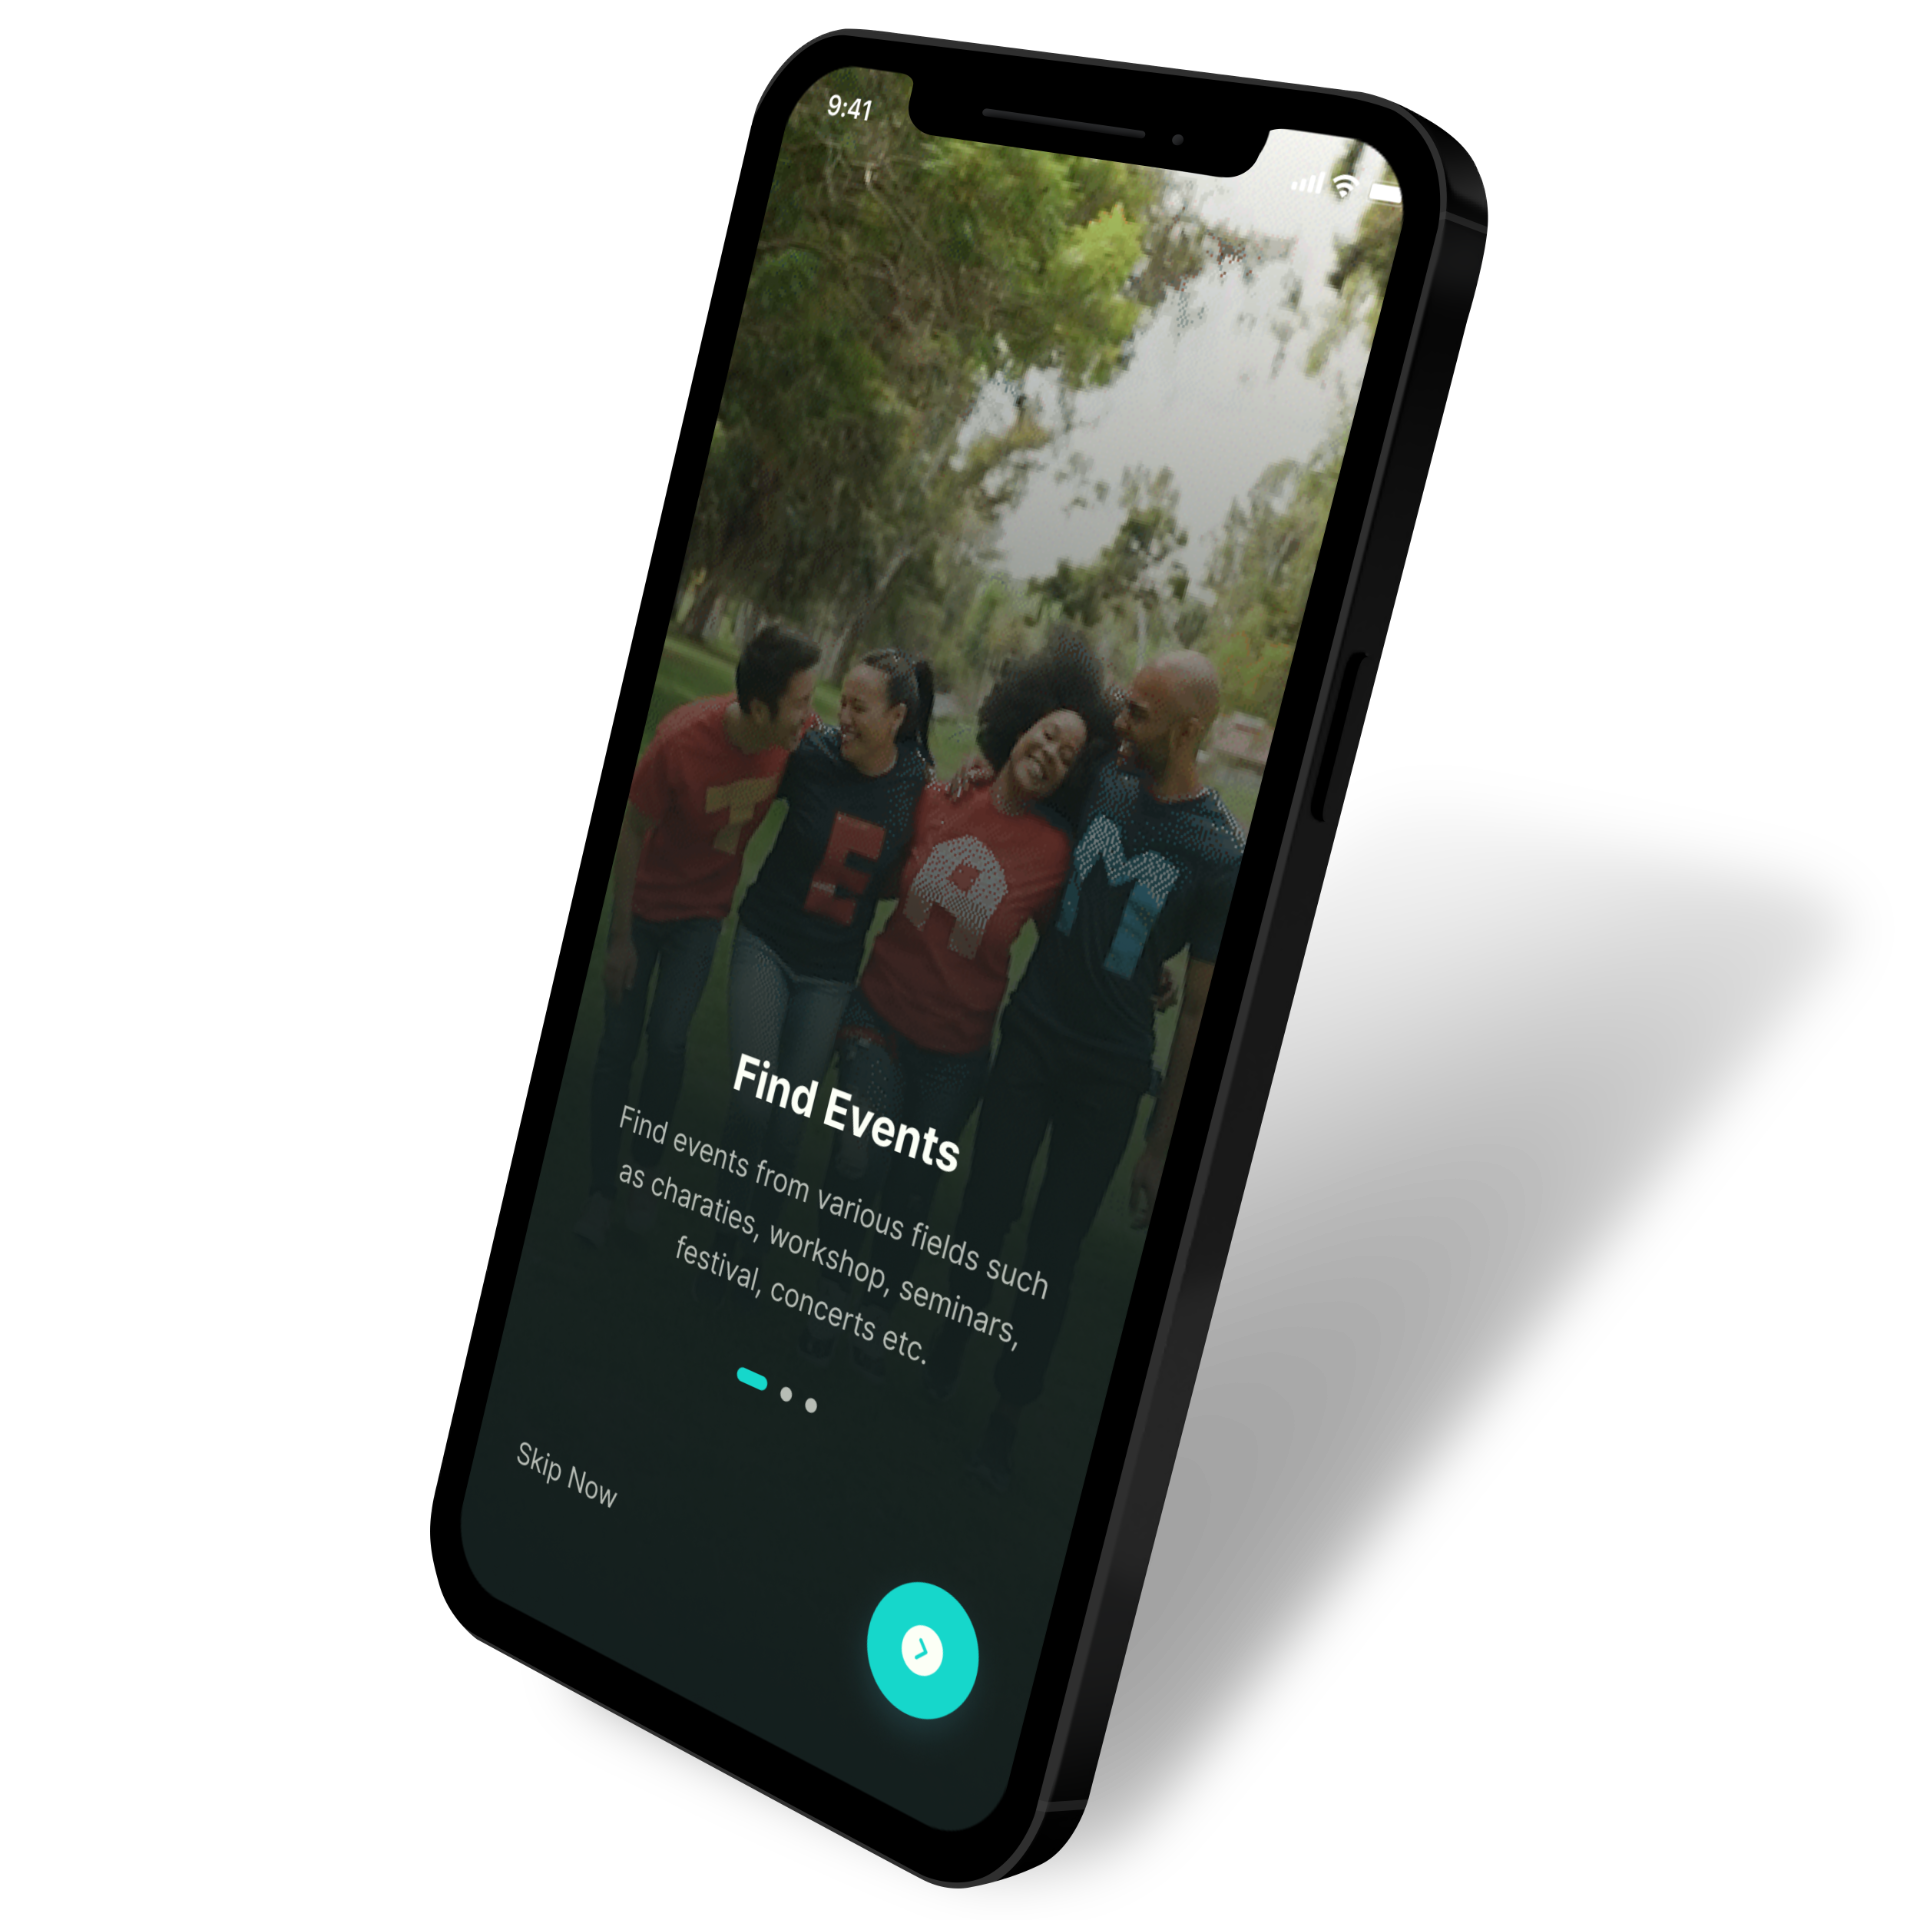 9:41
T E A M
Find Events
Find events from various fields such
as charaties, workshop, seminars,
festival, concerts etc.
Skip Now